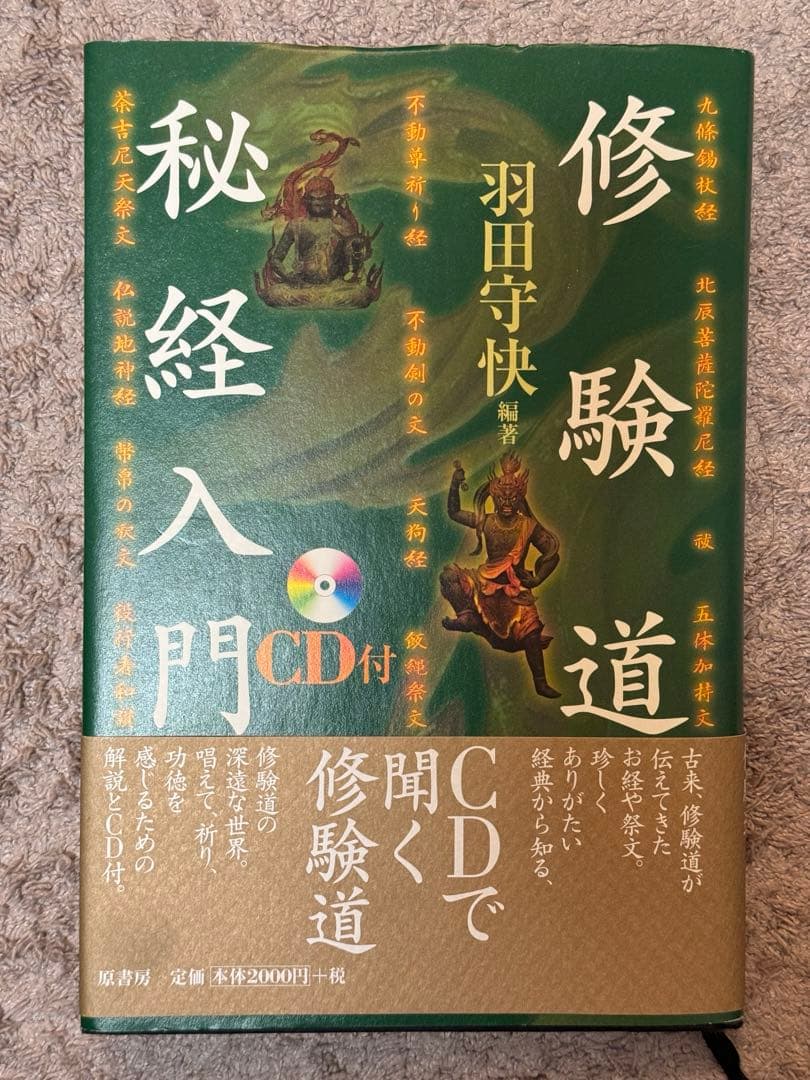 九條錫杖経　北辰菩薩陀羅尼経　祓　五体加持文
修験道
羽田守快 編著
不動尊祈り経　不動剣の文　天狗経　飯縄祭文
秘経入門
荼吉尼天祭文　仏説地神経　幣帛の祭文　役行者和讃
CD付
古来、修験道が
伝えてきた
お経や祭文。
珍しく
ありがたい
経典から知る、
CDで
聞く
修験道
修験道の
深遠な世界。
唱えて、祈り、
功徳を
感じるための
解説とCD付。
原書房　定価 本体2000円+税